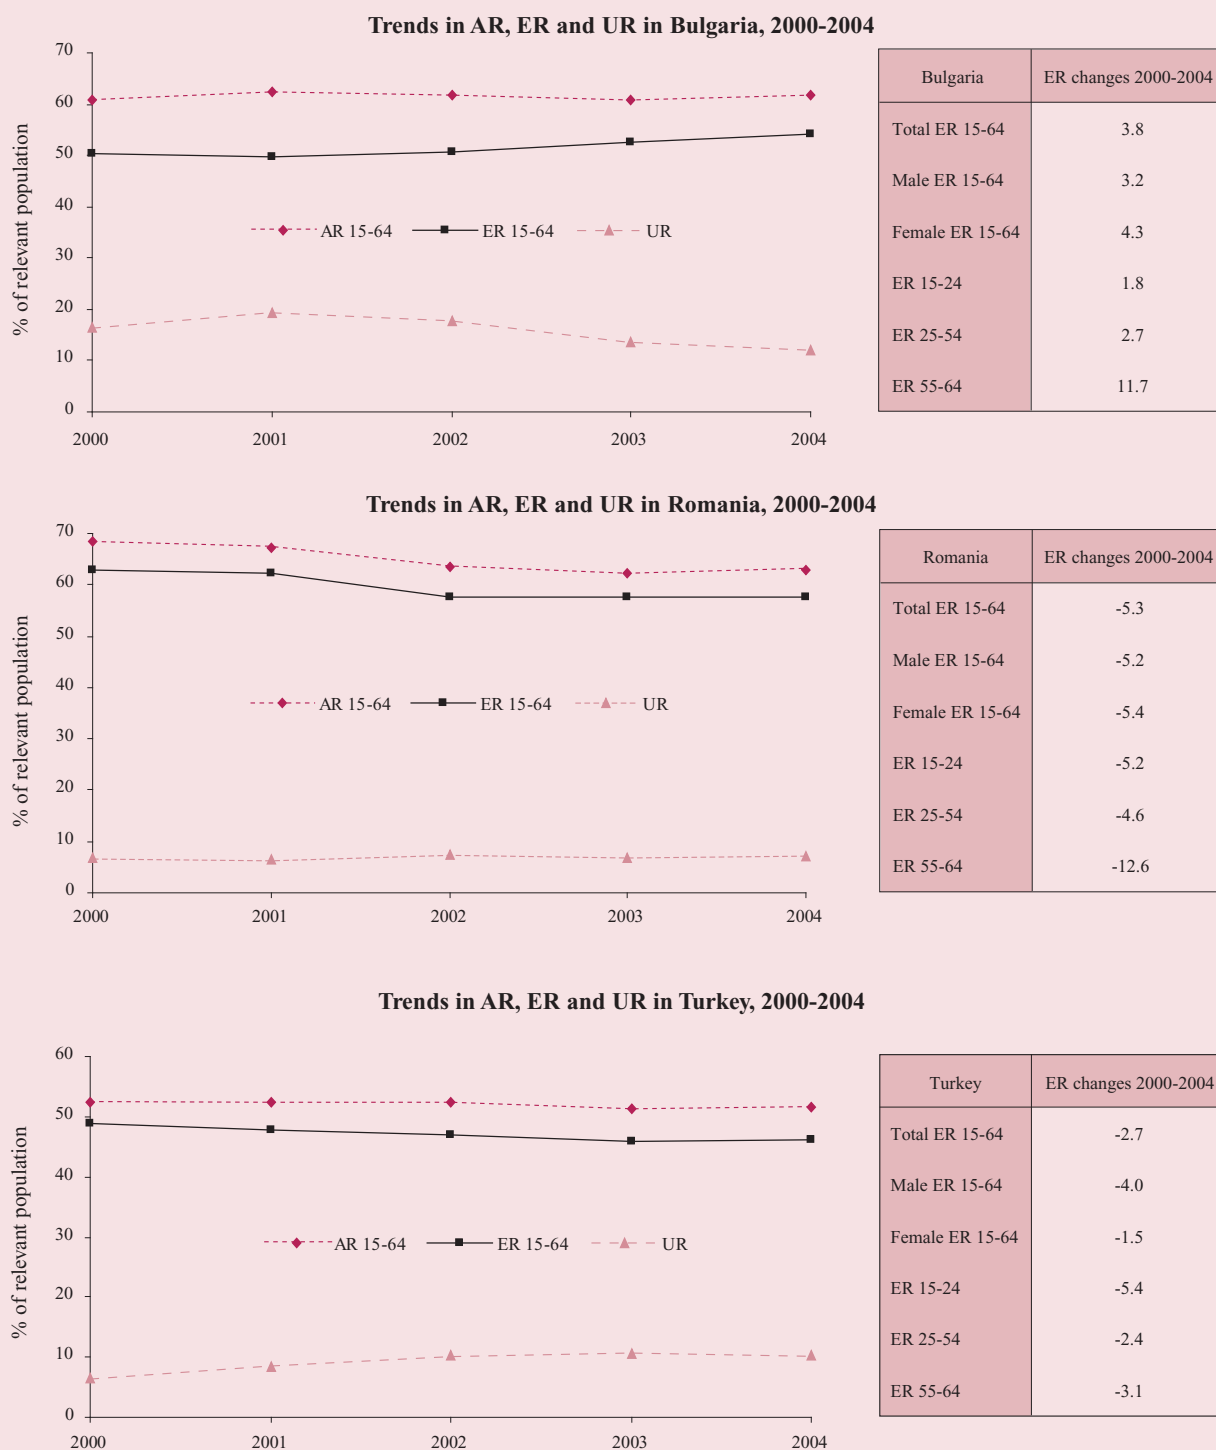 Trends in AR, ER and UR in Bulgaria, 2000-2004
% of relevant population
70
60
50
40
30
20
10
0
AR 15-64 ER 15-64 UR
2000 2001 2002 2003 2004
Bulgaria ER changes 2000-2004
Total ER 15-64 3.8
Male ER 15-64 3.2
Female ER 15-64 4.3
ER 15-24 1.8
ER 25-54 2.7
ER 55-64 11.7
Trends in AR, ER and UR in Romania, 2000-2004
% of relevant population
70
60
50
40
30
20
10
0
AR 15-64 ER 15-64 UR
2000 2001 2002 2003 2004
Romania ER changes 2000-2004
Total ER 15-64 -5.3
Male ER 15-64 -5.2
Female ER 15-64 -5.4
ER 15-24 -5.2
ER 25-54 -4.6
ER 55-64 -12.6
Trends in AR, ER and UR in Turkey, 2000-2004
% of relevant population
60
50
40
30
20
10
0
AR 15-64 ER 15-64 UR
2000 2001 2002 2003 2004
Turkey ER changes 2000-2004
Total ER 15-64 -2.7
Male ER 15-64 -4.0
Female ER 15-64 -1.5
ER 15-24 -5.4
ER 25-54 -2.4
ER 55-64 -3.1